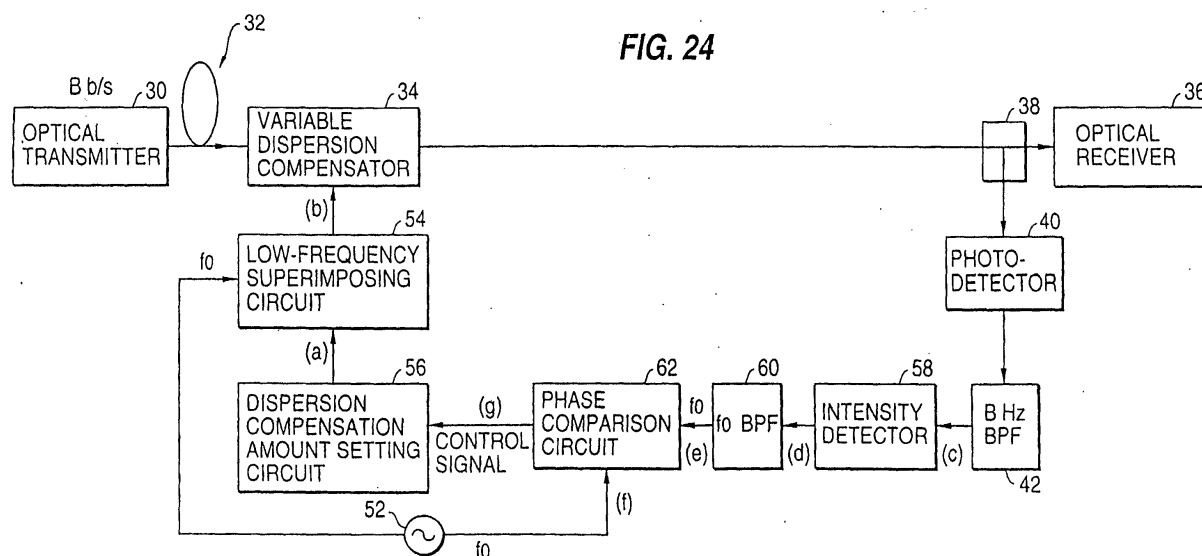 FIG. 24
32
B b/s
30
OPTICAL
TRANSMITTER
34
VARIABLE
DISPERSION
COMPENSATOR
38
36
OPTICAL
RECEIVER
(b)
54
LOW-FREQUENCY
SUPERIMPOSING
CIRCUIT
f0
40
PHOTO-
DETECTOR
(a)
56
DISPERSION
COMPENSATION
AMOUNT SETTING
CIRCUIT
(g)
CONTROL
SIGNAL
62
PHASE
COMPARISON
CIRCUIT
f0
(e)
60
f0 BPF
(d)
58
INTENSITY
DETECTOR
(c)
B Hz
BPF
42
52
f0
(f)